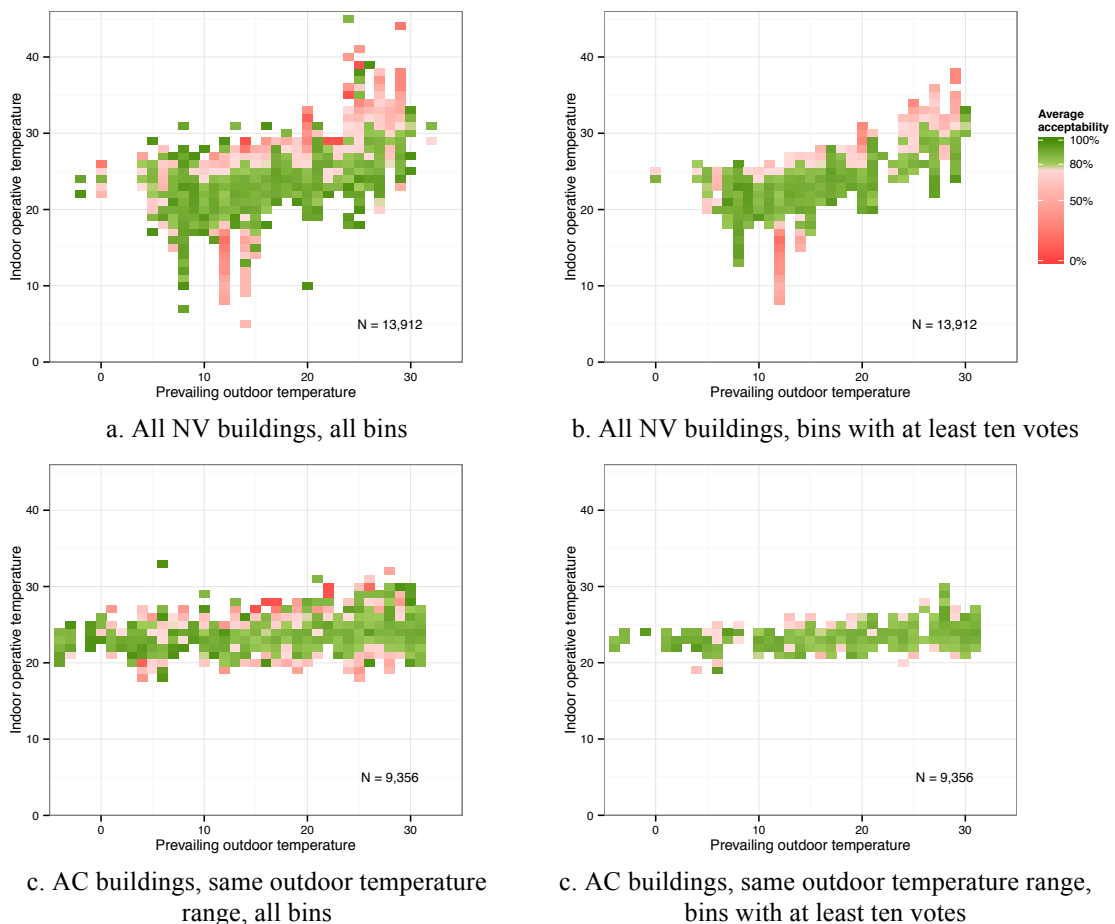 40
30
20
10
0
Indoor operative temperature
N = 13,912
0 10 20 30
Prevailing outdoor temperature
a. All NV buildings, all bins
40
30
20
10
0
Indoor operative temperature
N = 13,912
0 10 20 30
Prevailing outdoor temperature
b. All NV buildings, bins with at least ten votes
Average
acceptability
100%
80%
50%
0%
40
30
20
10
0
Indoor operative temperature
N = 9,356
0 10 20 30
Prevailing outdoor temperature
c. AC buildings, same outdoor temperature
range, all bins
40
30
20
10
0
Indoor operative temperature
N = 9,356
0 10 20 30
Prevailing outdoor temperature
c. AC buildings, same outdoor temperature range,
bins with at least ten votes